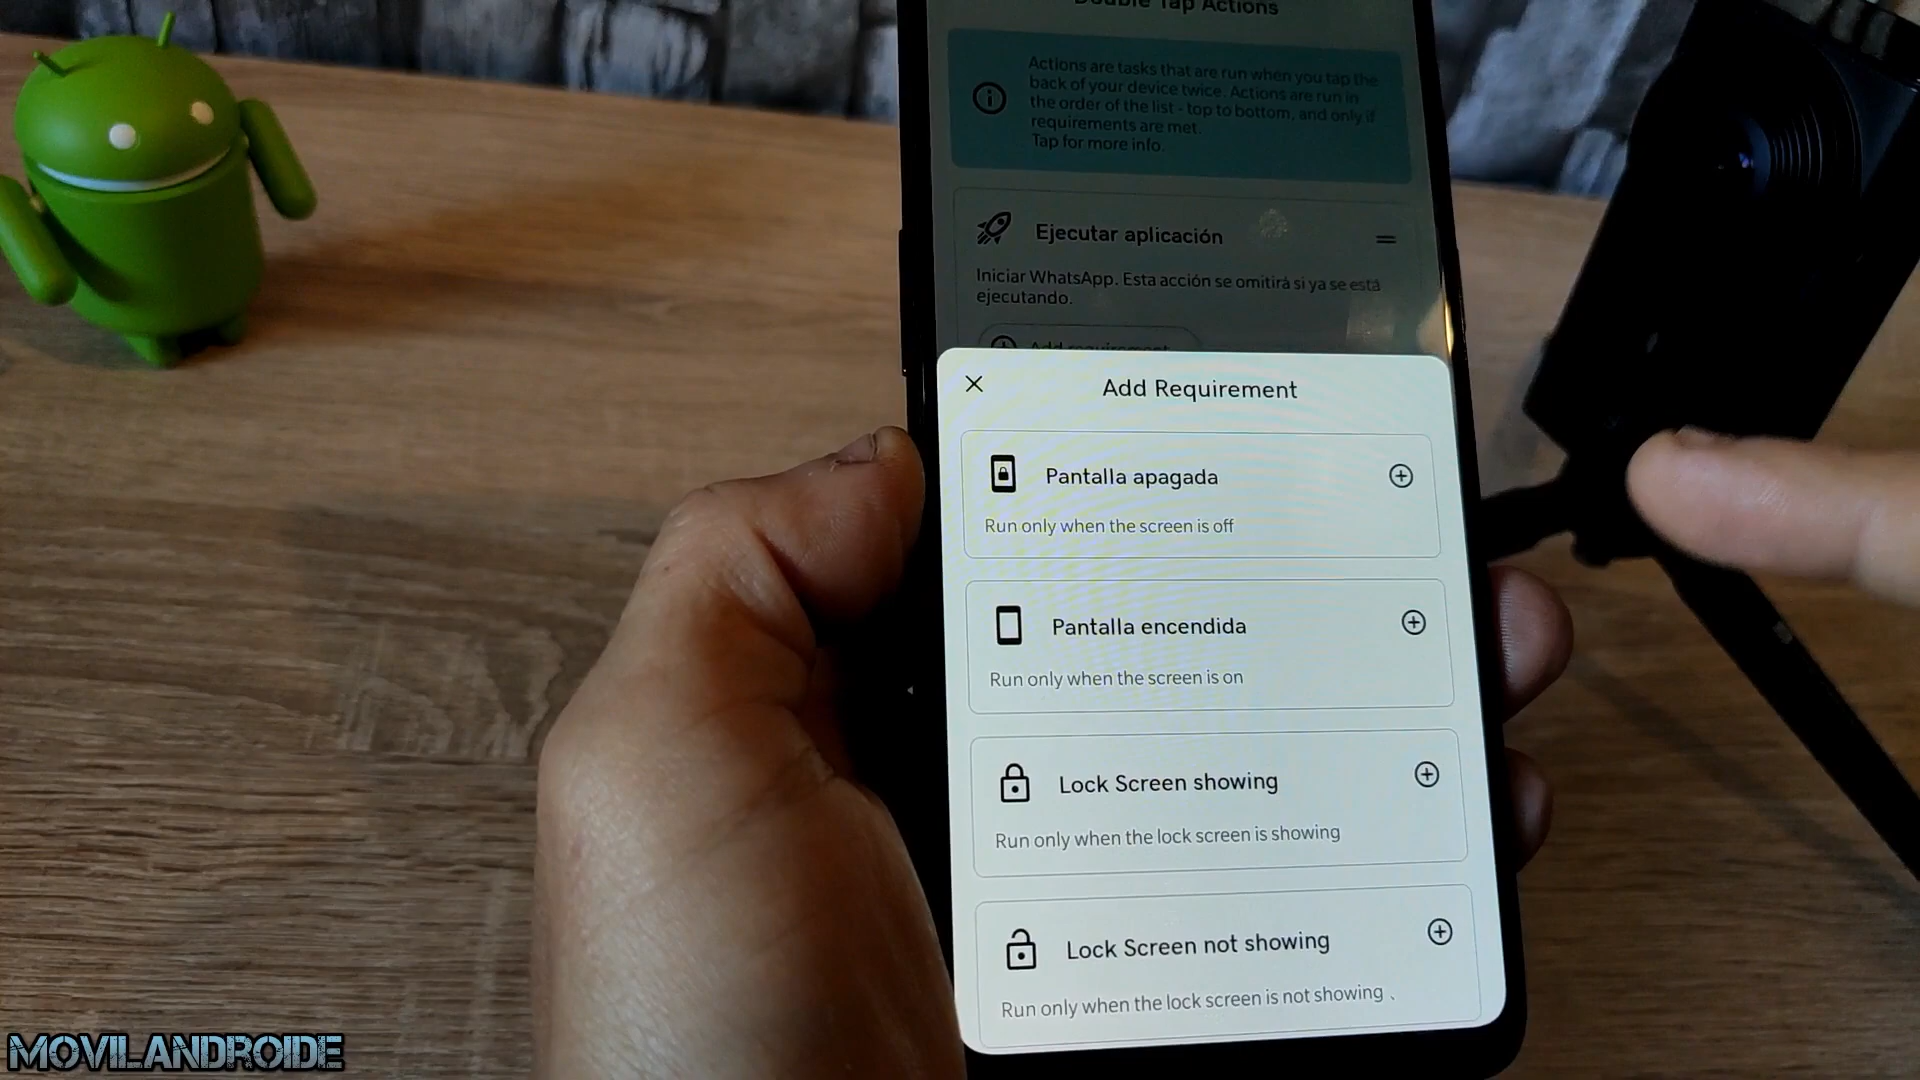 Double Tap Actions
Actions are tasks that are run when you tap the
back of your device twice. Actions are run in
the order of the list - top to bottom, and only if
requirements are met.
Tap for more info.
Ejecutar aplicación
Iniciar WhatsApp. Esta acción se omitirá si ya se está
ejecutando.
Add requirement
Add Requirement
Pantalla apagada
Run only when the screen is off
Pantalla encendida
Run only when the screen is on
Lock Screen showing
Run only when the lock screen is showing
Lock Screen not showing
Run only when the lock screen is not showing
MOVILANDROIDE